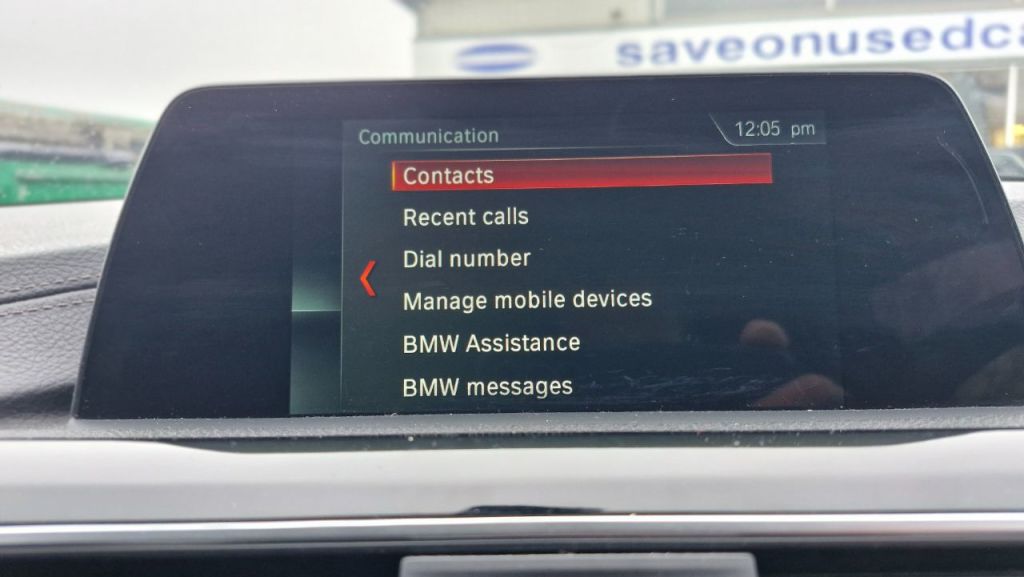 saveonusedca
Communication
12:05 pm
Contacts
Recent calls
Dial number
Manage mobile devices
BMW Assistance
BMW messages